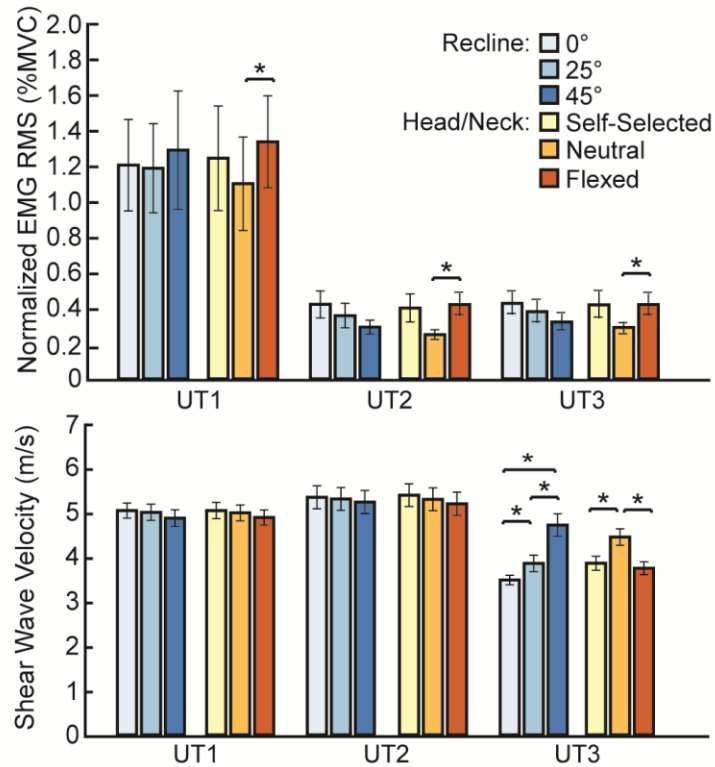 Normalized EMG RMS (%MVC)
2.0
1.8
1.6
1.4
1.2
1.0
0.8
0.6
0.4
0.2
0
Recline:
0°
25°
45°
Head/Neck:
Self-Selected
Neutral
Flexed
*
*
*
UT1
UT2
UT3
Shear Wave Velocity (m/s)
7
6
5
4
3
2
1
0
*
*
*
*
*
UT1
UT2
UT3